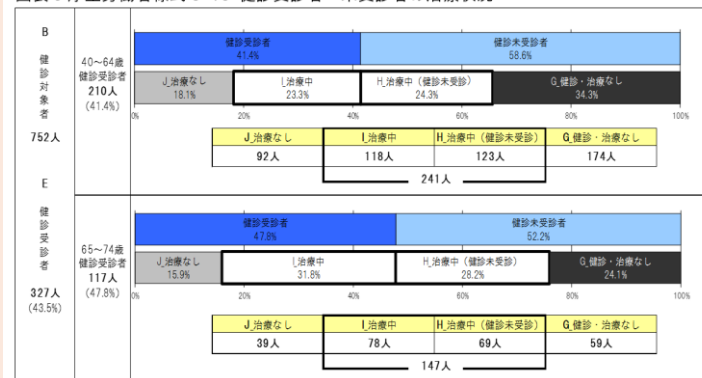 B
健診対象者
752人
E
健診受診者
327人
(43.5%)
40～64歳
健診受診者
210人
(41.4%)
健診受診者
41.4%
健診未受診者
58.6%
J_治療なし
18.1%
I_治療中
23.3%
H_治療中（健診未受診）
24.3%
G_健診・治療なし
34.3%
0% 20% 40% 60% 80% 100%
J_治療なし I_治療中 H_治療中（健診未受診） G_健診・治療なし
92人 118人 123人 174人
241人
65～74歳
健診受診者
117人
(47.8%)
健診受診者
47.8%
健診未受診者
52.2%
J_治療なし
15.9%
I_治療中
31.8%
H_治療中（健診未受診）
28.2%
G_健診・治療なし
24.1%
0% 20% 40% 60% 80% 100%
J_治療なし I_治療中 H_治療中（健診未受診） G_健診・治療なし
39人 78人 69人 59人
147人